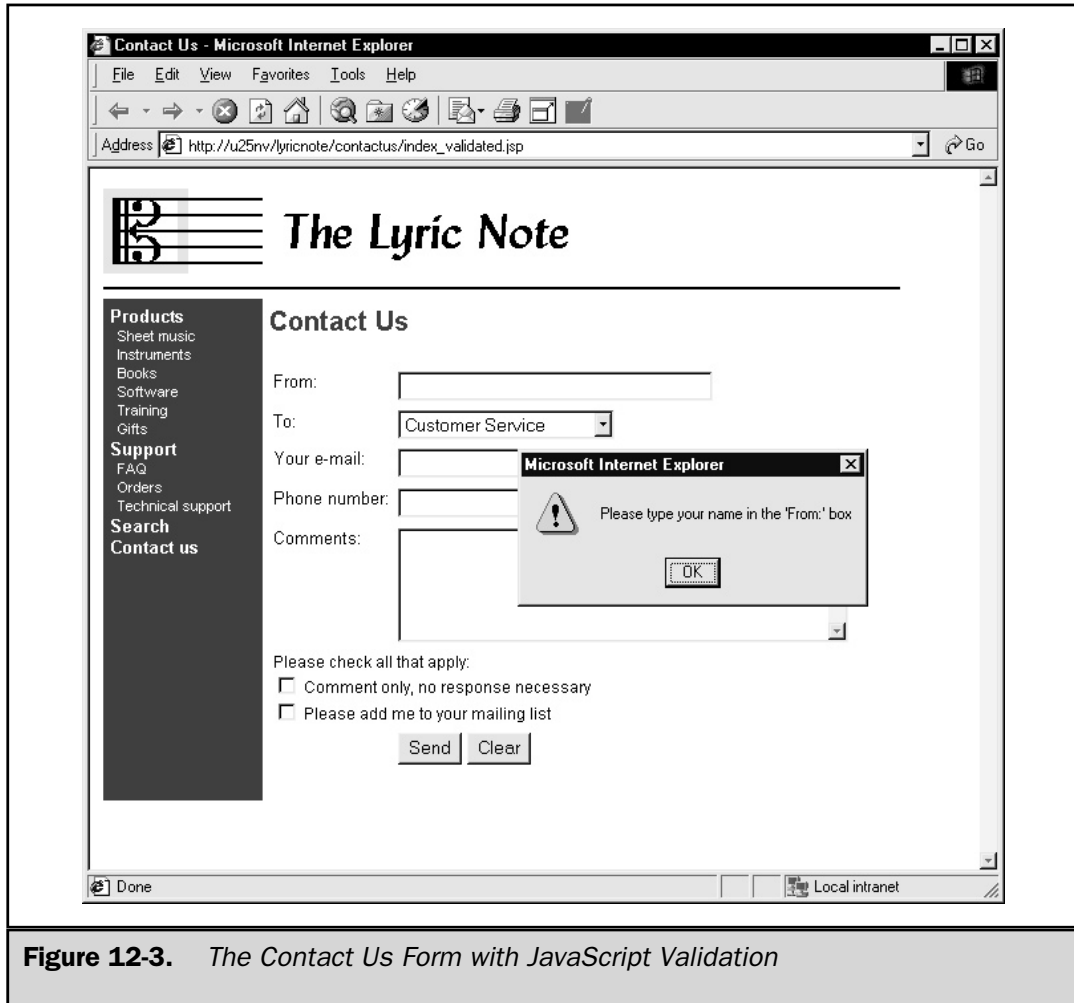 Contact Us - Microsoft Internet Explorer
File Edit View Favorites Tools Help
Address http://u25nv/lyricnote/contactus/index_validated.jsp Go
The Lyric Note
Products
Sheet music
Instruments
Books
Software
Training
Gifts
Support
FAQ
Orders
Technical support
Search
Contact us
Contact Us
From:
To: Customer Service
Your e-mail:
Phone number:
Comments:
Microsoft Internet Explorer
Please type your name in the 'From:' box
OK
Please check all that apply:
Comment only, no response necessary
Please add me to your mailing list
Send Clear
Done Local intranet
Figure 12-3. The Contact Us Form with JavaScript Validation